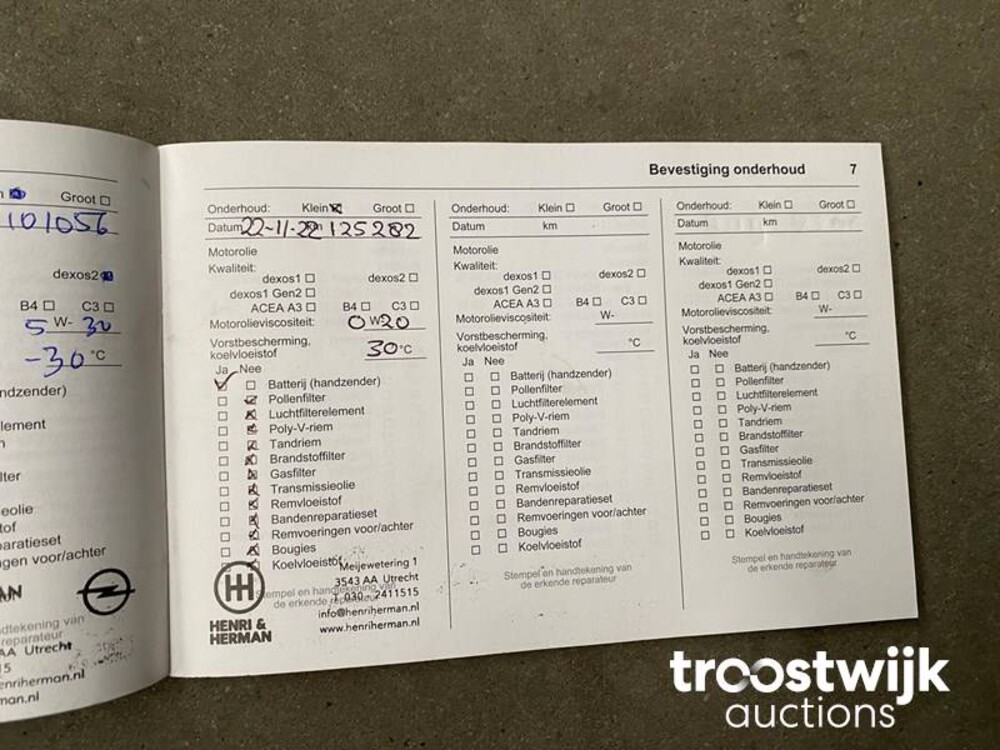 Groot
101056
dexos2
B4 C3
5 W- 30
-30 °C
ndzender)
lement
lter
eolie
tof
paratieset
gen voor/achter
AA Utrecht
enriherman.nl
Bevestiging onderhoud 7
Onderhoud: Klein Groot
Datum 22-11-22 km 125282
Motorolie
Kwaliteit:
dexos1 dexos2
dexos1 Gen2
ACEA A3 B4 C3
Motorolieviscositeit: 0 W20
Vorstbescherming,
koelvloeistof 30 °C
Ja Nee
Batterij (handzender)
Pollenfilter
Luchtfilterelement
Poly-V-riem
Tandriem
Brandstoffilter
Gasfilter
Transmissieolie
Remvloeistof
Bandenreparatieset
Remvoeringen voor/achter
Bougies
Koelvloeistof
Stempel en handtekening van
de erkende reparateur
HENRI &
HERMAN
Meijewetering 1
3543 AA Utrecht
T 030 - 2411515
info@henriherman.nl
www.henriherman.nl
Onderhoud: Klein Groot
Datum km
Motorolie
Kwaliteit:
dexos1 dexos2
dexos1 Gen2
ACEA A3 B4 C3
Motorolieviscositeit: W-
Vorstbescherming,
koelvloeistof °C
Ja Nee
Batterij (handzender)
Pollenfilter
Luchtfilterelement
Poly-V-riem
Tandriem
Brandstoffilter
Gasfilter
Transmissieolie
Remvloeistof
Bandenreparatieset
Remvoeringen voor/achter
Bougies
Koelvloeistof
Stempel en handtekening van
de erkende reparateur
Onderhoud: Klein Groot
Datum km
Motorolie
Kwaliteit:
dexos1 dexos2
dexos1 Gen2
ACEA A3 B4 C3
Motorolieviscositeit: W-
Vorstbescherming,
koelvloeistof °C
Ja Nee
Batterij (handzender)
Pollenfilter
Luchtfilterelement
Poly-V-riem
Tandriem
Brandstoffilter
Gasfilter
Transmissieolie
Remvloeistof
Bandenreparatieset
Remvoeringen voor/achter
Bougies
Koelvloeistof
Stempel en handtekening van
de erkende reparateur
troostwijk
auctions